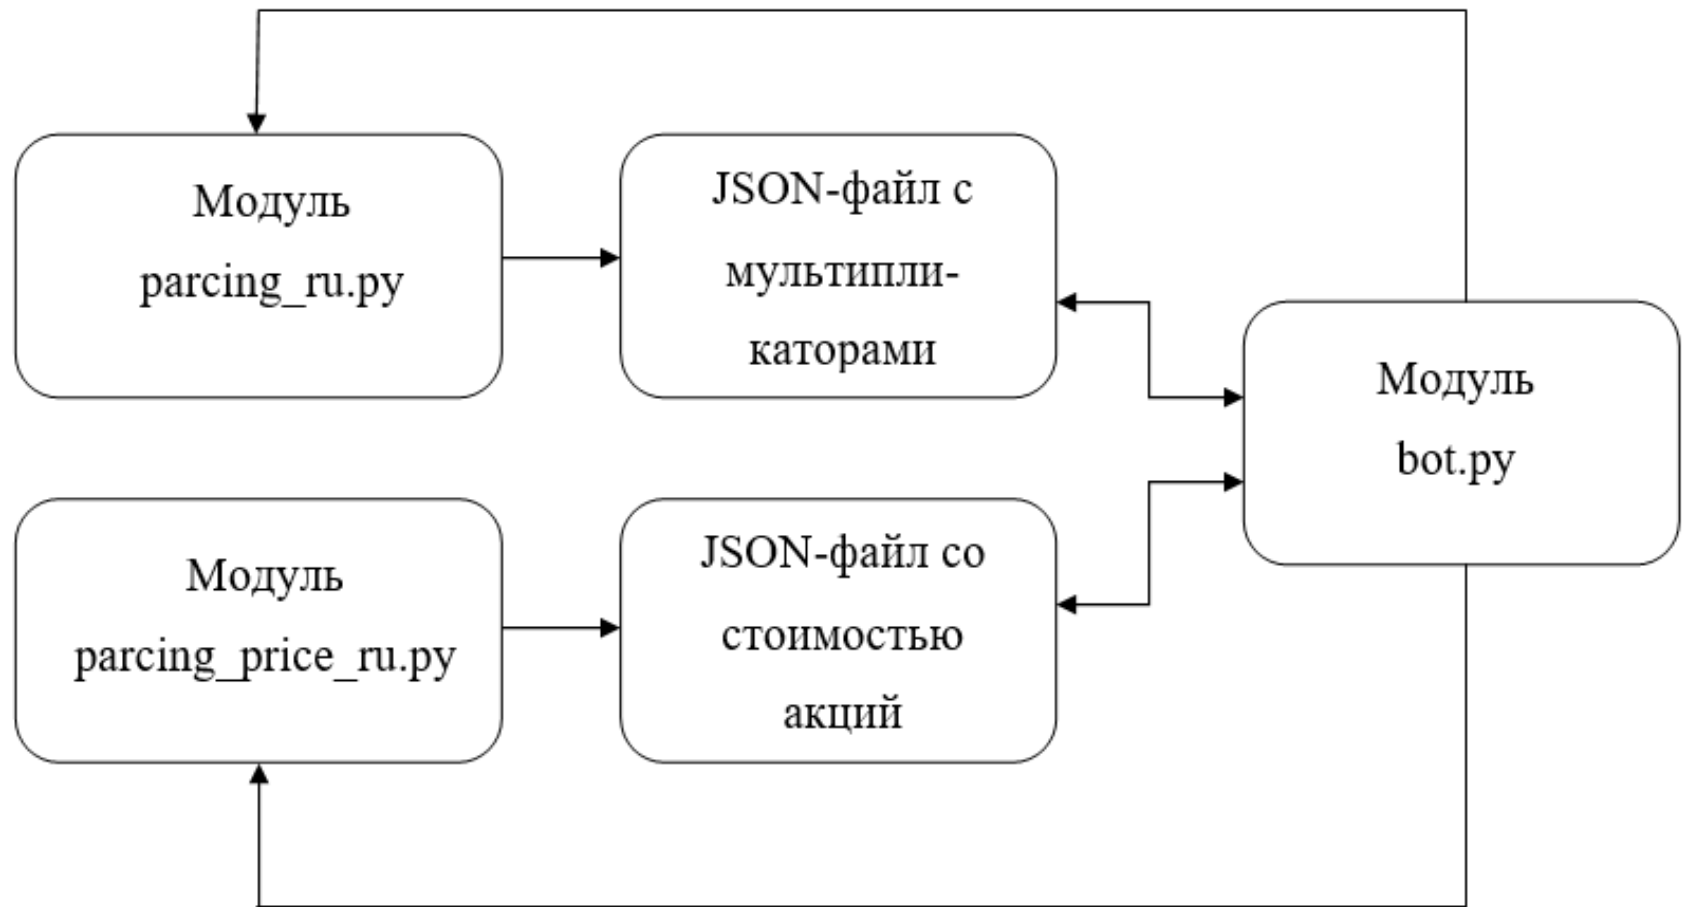 Модуль
parcing_ru.py
JSON-файл с
мультипли-
каторами
Модуль
parcing_price_ru.py
JSON-файл со
стоимостью
акций
Модуль
bot.py